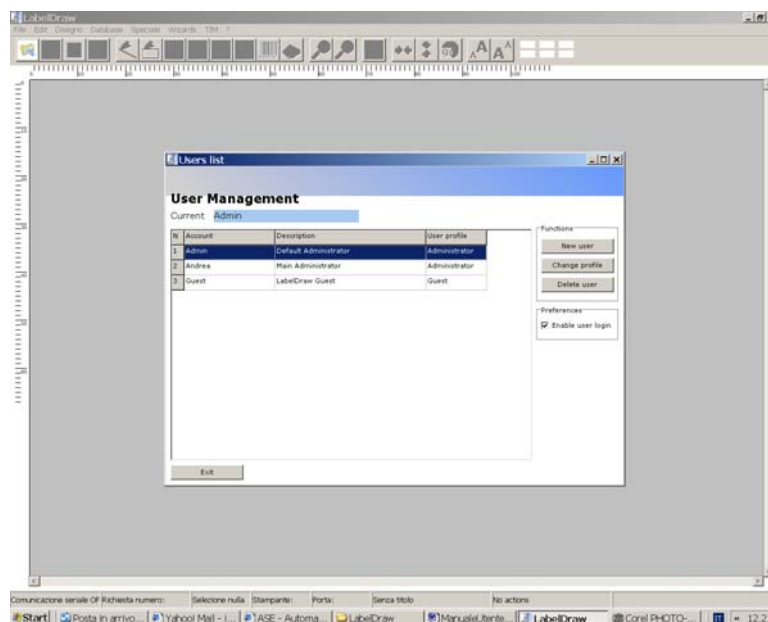 LabelDraw
File Edit Disegno Database Speciale Wizards TIM ?
Users list
User Management
Current Admin
N Account Description User profile
1 Admin Default Administrator Administrator
2 Andrea Main Administrator Administrator
3 Guest LabelDraw Guest Guest
Functions
New user
Change profile
Delete user
Preferences
Enable user login
Exit
Comunicazione seriale OF Richiesta numero: Selezione nulla Stampante: Porta: Senza titolo No actions
Start Posta in arrivo... Yahoo! Mail - i... ASE - Automa... LabelDraw ManualeUtente... LabelDraw Corel PHOTO-... IT « 12.2